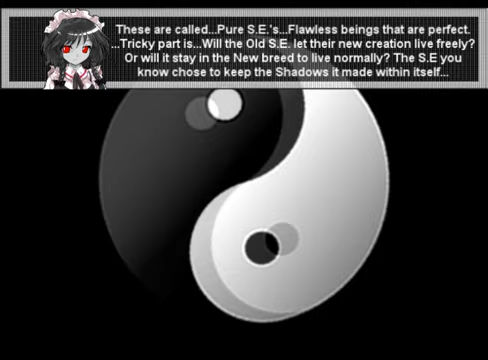 These are called...Pure S.E.'s...Flawless beings that are perfect.
...Tricky part is...Will the Old S.E. let their new creation live freely?
Or will it stay in the New breed to live normally? The S.E you
know chose to keep the Shadows it made within itself...